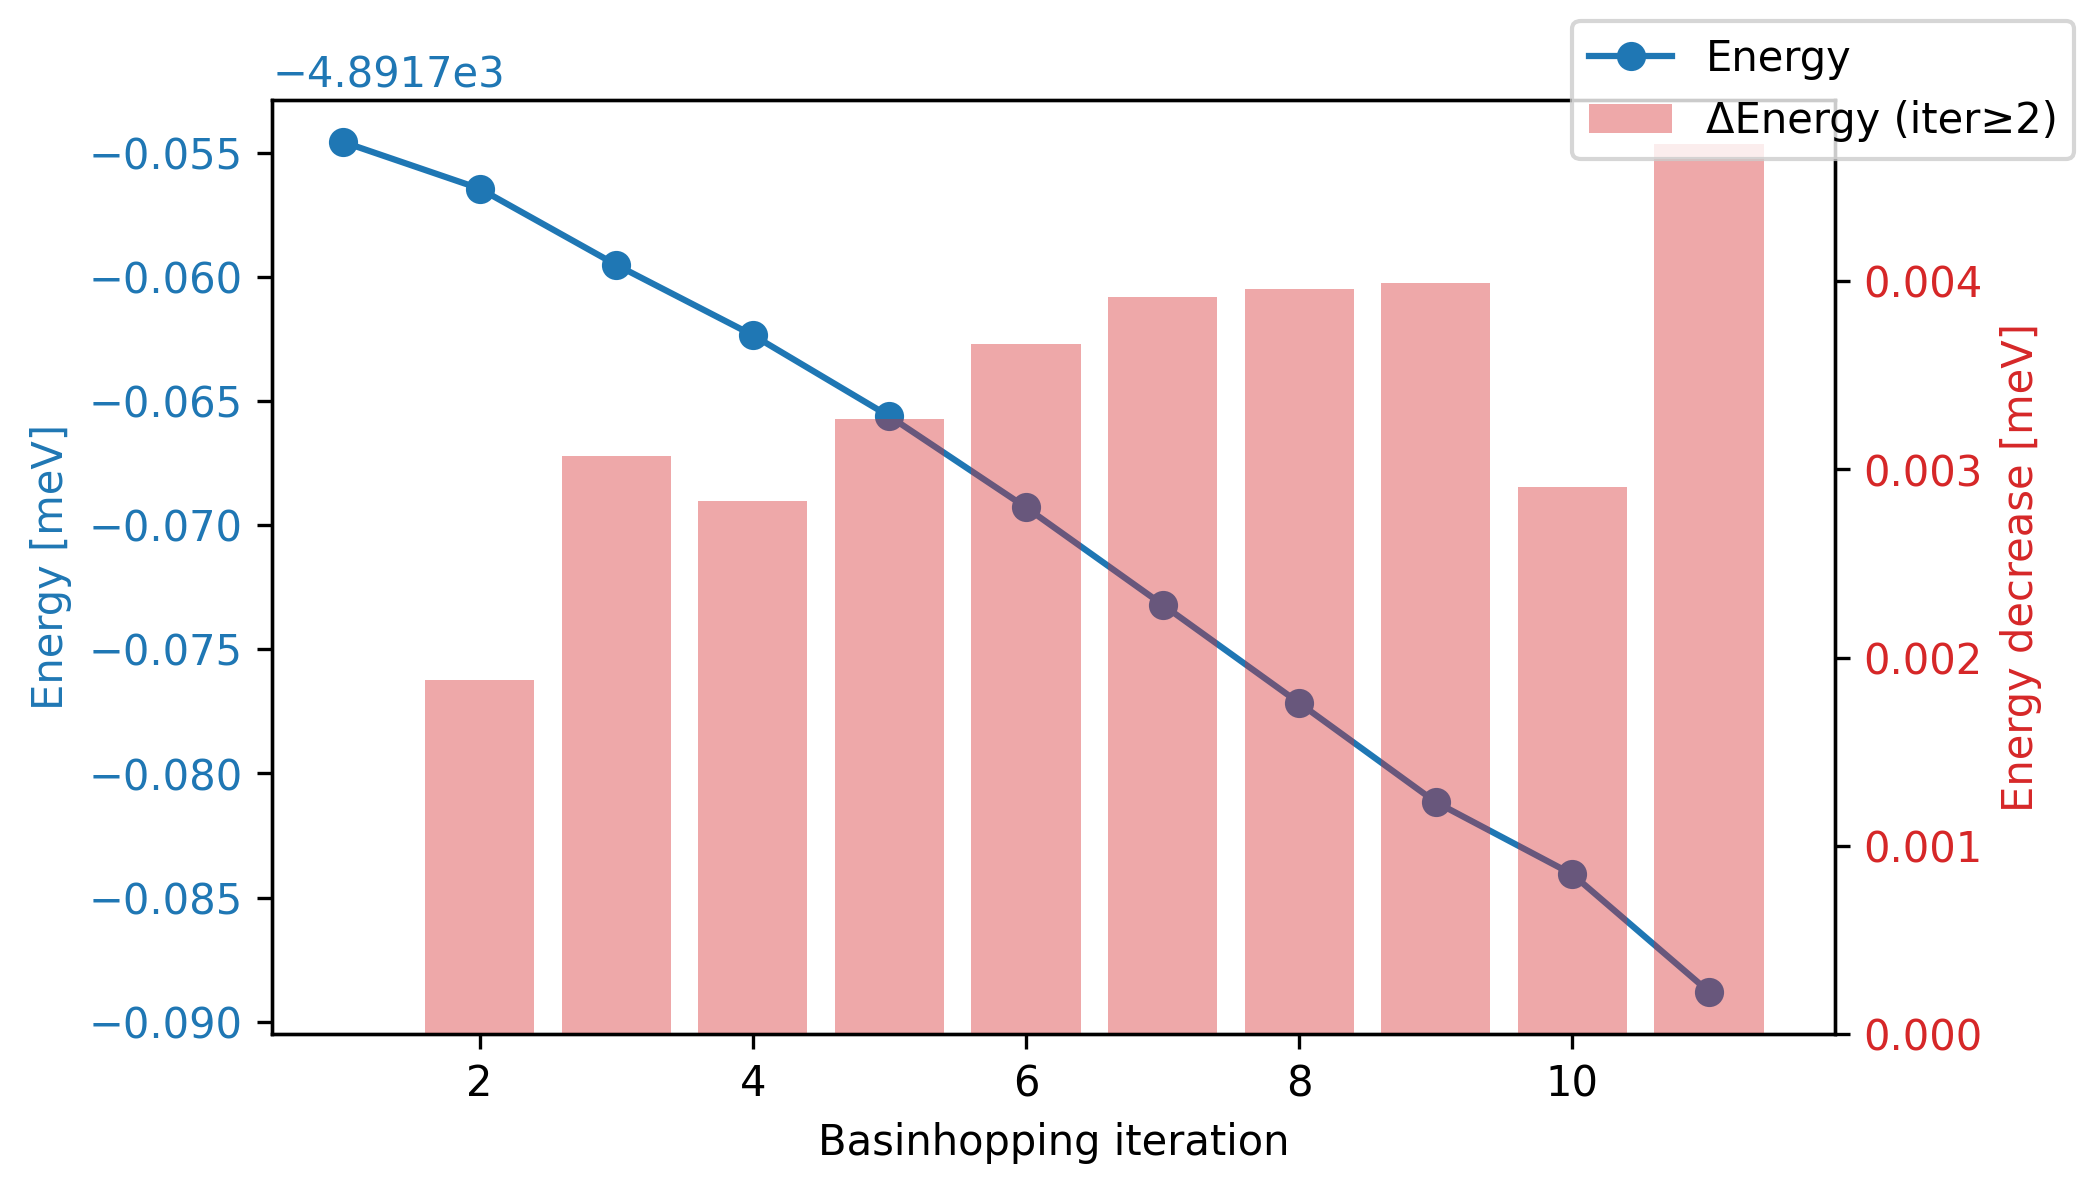 −4.8917e3
Energy
ΔEnergy (iter≥2)
−0.055
−0.060
−0.065
−0.070
−0.075
−0.080
−0.085
−0.090
Energy [meV]
0.004
0.003
0.002
0.001
0.000
Energy decrease [meV]
2 4 6 8 10
Basinhopping iteration